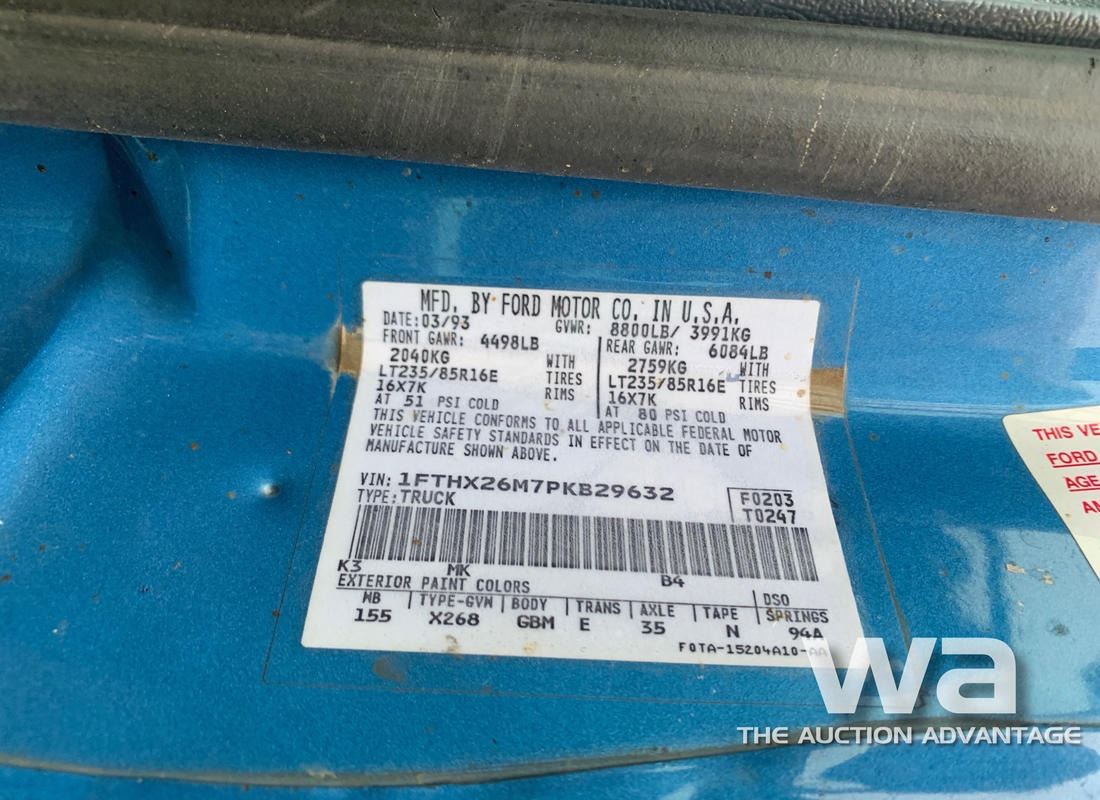 MFD. BY FORD MOTOR CO. IN U.S.A.
DATE: 03/93 GVWR: 8800LB/ 3991KG
FRONT GAWR: 4498LB REAR GAWR: 6084LB
2040KG WITH 2759KG WITH
LT235/85R16E TIRES LT235/85R16E TIRES
16X7K RIMS 16X7K RIMS
AT 51 PSI COLD AT 80 PSI COLD
THIS VEHICLE CONFORMS TO ALL APPLICABLE FEDERAL MOTOR
VEHICLE SAFETY STANDARDS IN EFFECT ON THE DATE OF
MANUFACTURE SHOWN ABOVE.
VIN: 1FTHX26M7PKB29632 F0203
TYPE: TRUCK T0247
K3 MK B4
EXTERIOR PAINT COLORS DSO
WB TYPE-GVW BODY TRANS AXLE TAPE SPRINGS
155 X268 GBM E 35 N 94A
F0TA-15204A10-AA
THIS VE
FORD
AGE
AN
wa
THE AUCTION ADVANTAGE